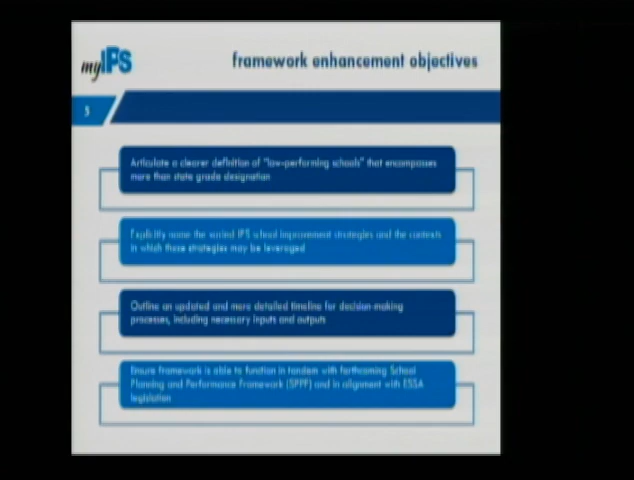 myIPS
framework enhancement objectives
3
Articulate a clearer definition of "low-performing schools" that encompasses
more than state grade designation
Explicitly name the varied IPS school improvement strategies and the contexts
in which those strategies may be leveraged
Outline an updated and more detailed timeline for decision-making
processes, including necessary inputs and outputs
Ensure framework is able to function in tandem with forthcoming School
Planning and Performance Framework (SPPF) and in alignment with ESSA
legislation